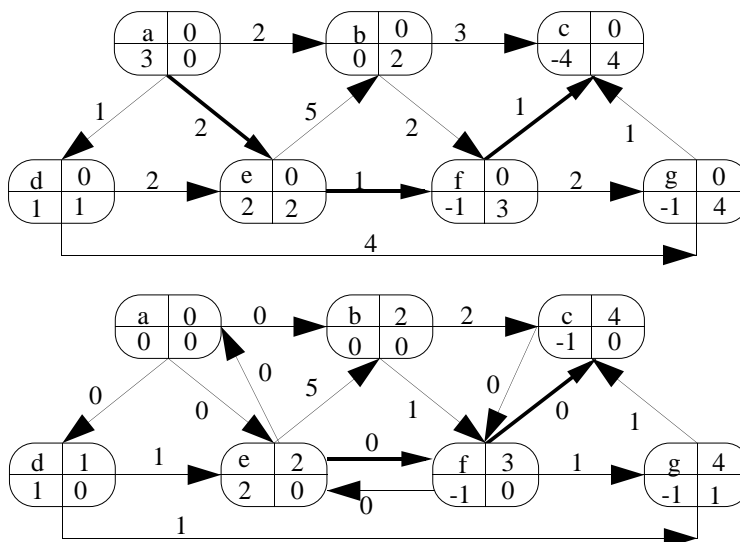 a 0 2 b 0 3 c 0
3 0 0 2 -4 4
1 2 5 2 1 1
d 0 2 e 0 1 f 0 2 g 0
1 1 2 2 -1 3 -1 4
4
a 0 0 b 2 2 c 4
0 0 0 0 -1 0
0 0 0 5 1 0 0 1
d 1 1 e 2 0 f 3 1 g 4
1 0 2 0 0 -1 0 -1 1
1